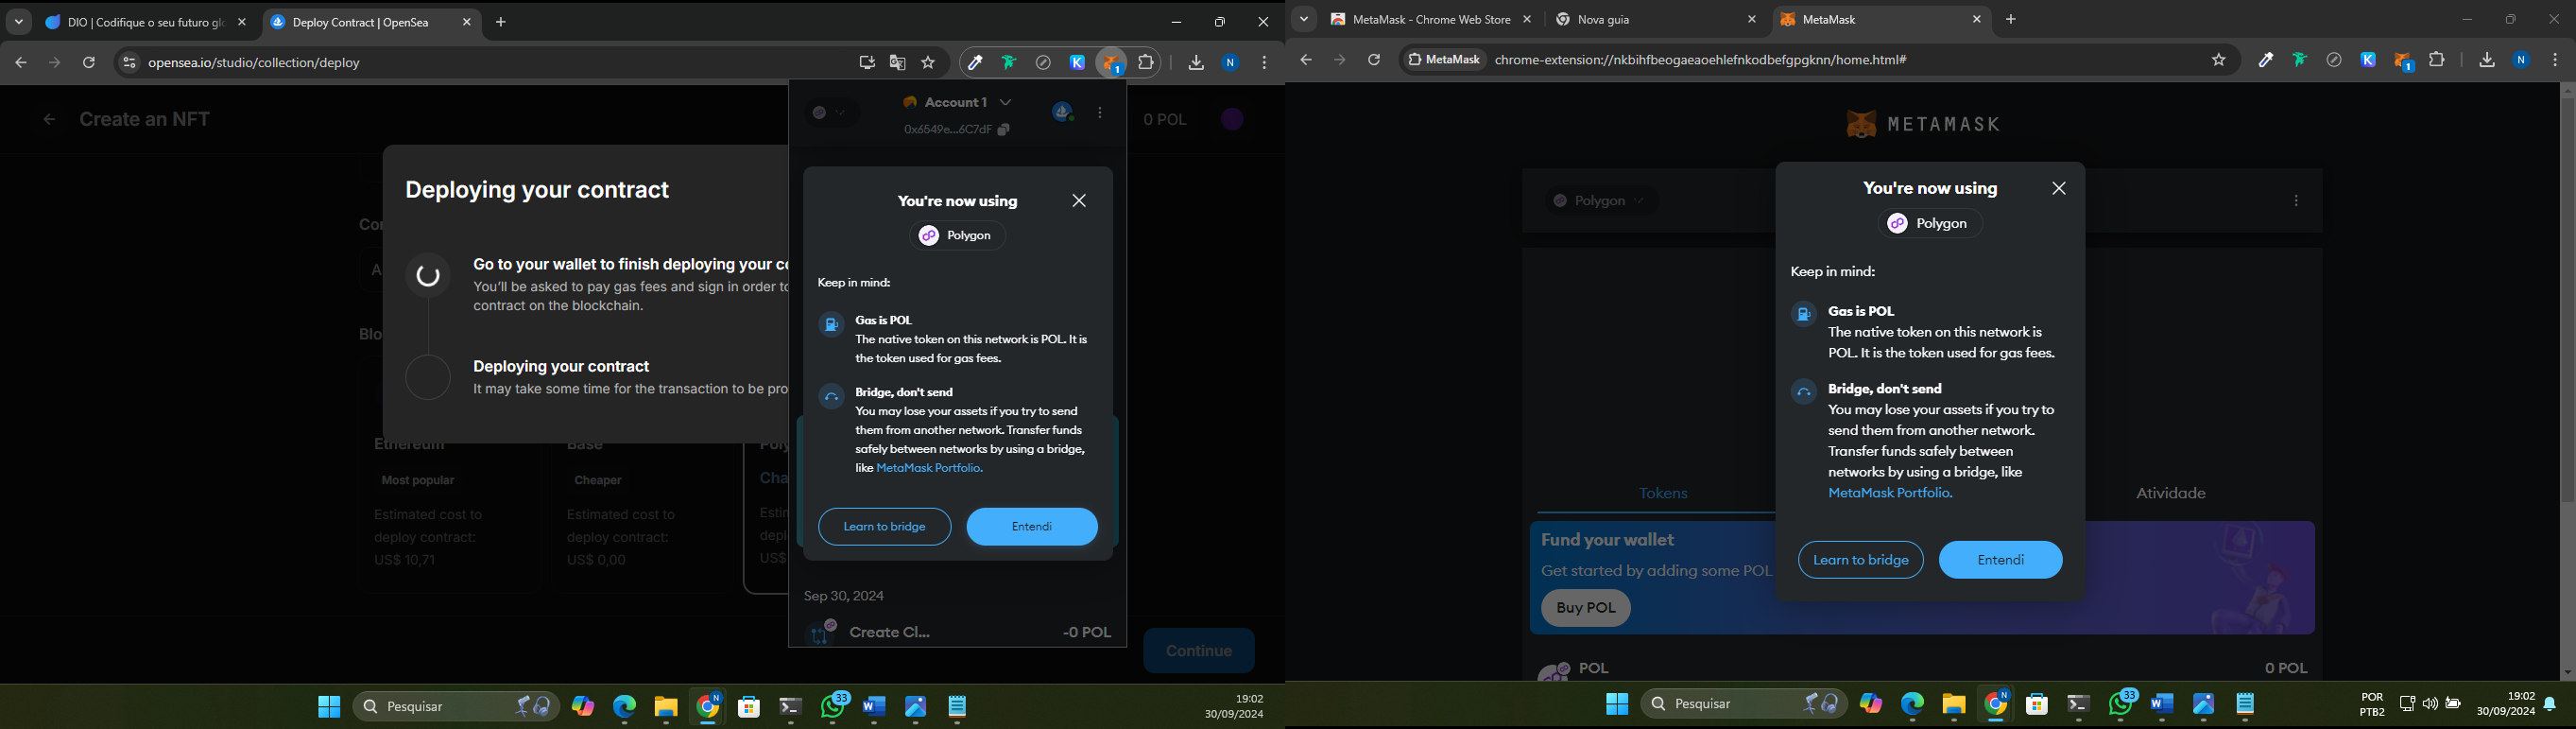 DIO | Codifique o seu futuro glo
Deploy Contract | OpenSea
opensea.io/studio/collection/deploy
1
N
Create an NFT
0 POL
Deploying your contract
Go to your wallet to finish deploying your co
You'll be asked to pay gas fees and sign in order to
contract on the blockchain.
Deploying your contract
It may take some time for the transaction to be pro
Co
A
Blo
Ethereum
Most popular
Estimated cost to
deploy contract:
US$ 10,71
Base
Cheaper
Estimated cost to
deploy contract:
US$ 0,00
Poly
Chea
Estin
depl
US$
Continue
Account 1
0x6549e...6C7dF
You're now using
Polygon
Keep in mind:
Gas is POL
The native token on this network is POL. It is
the token used for gas fees.
Bridge, don't send
You may lose your assets if you try to send
them from another network. Transfer funds
safely between networks by using a bridge,
like MetaMask Portfolio.
Learn to bridge
Entendi
Sep 30, 2024
Create Cl...
-0 POL
Pesquisar
N
33
19:02
30/09/2024
MetaMask - Chrome Web Store
Nova guia
MetaMask
MetaMask
chrome-extension://nkbihfbeogaeaoehlefnkodbefgpgknn/home.html#
1
N
METAMASK
Polygon
You're now using
Polygon
Keep in mind:
Gas is POL
The native token on this network is
POL. It is the token used for gas fees.
Bridge, don't send
You may lose your assets if you try to
send them from another network.
Transfer funds safely between
networks by using a bridge, like
MetaMask Portfolio.
Learn to bridge
Entendi
Tokens
Atividade
Fund your wallet
Get started by adding some POL
Buy POL
POL
0 POL
Pesquisar
N
33
POR
PTB2
19:02
30/09/2024